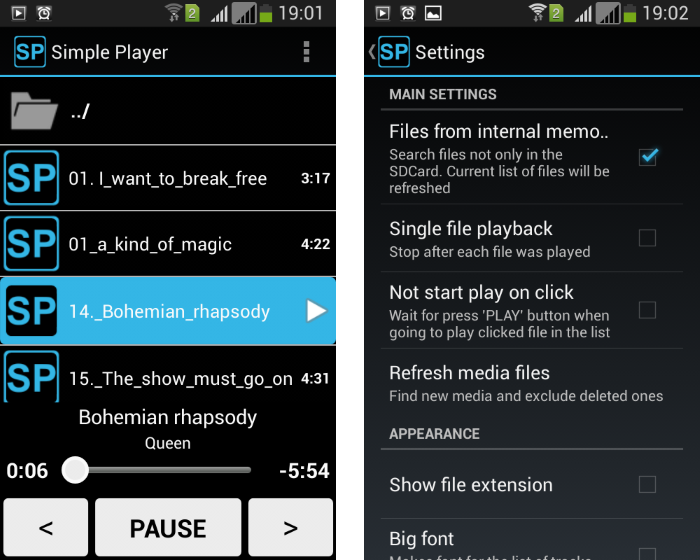 19:01
SP Simple Player
../
SP 01. I_want_to_break_free 3:17
SP 01_a_kind_of_magic 4:22
SP 14._Bohemian_rhapsody
SP 15._The_show_must_go_on 4:31
Bohemian rhapsody
Queen
0:06 -5:54
< PAUSE >
2 19:02
SP Settings
MAIN SETTINGS
Files from internal memo..
Search files not only in the
SDCard. Current list of files will be
refreshed
Single file playback
Stop after each file was played
Not start play on click
Wait for press 'PLAY' button when
going to play clicked file in the list
Refresh media files
Find new media and exclude deleted ones
APPEARANCE
Show file extension
Big font